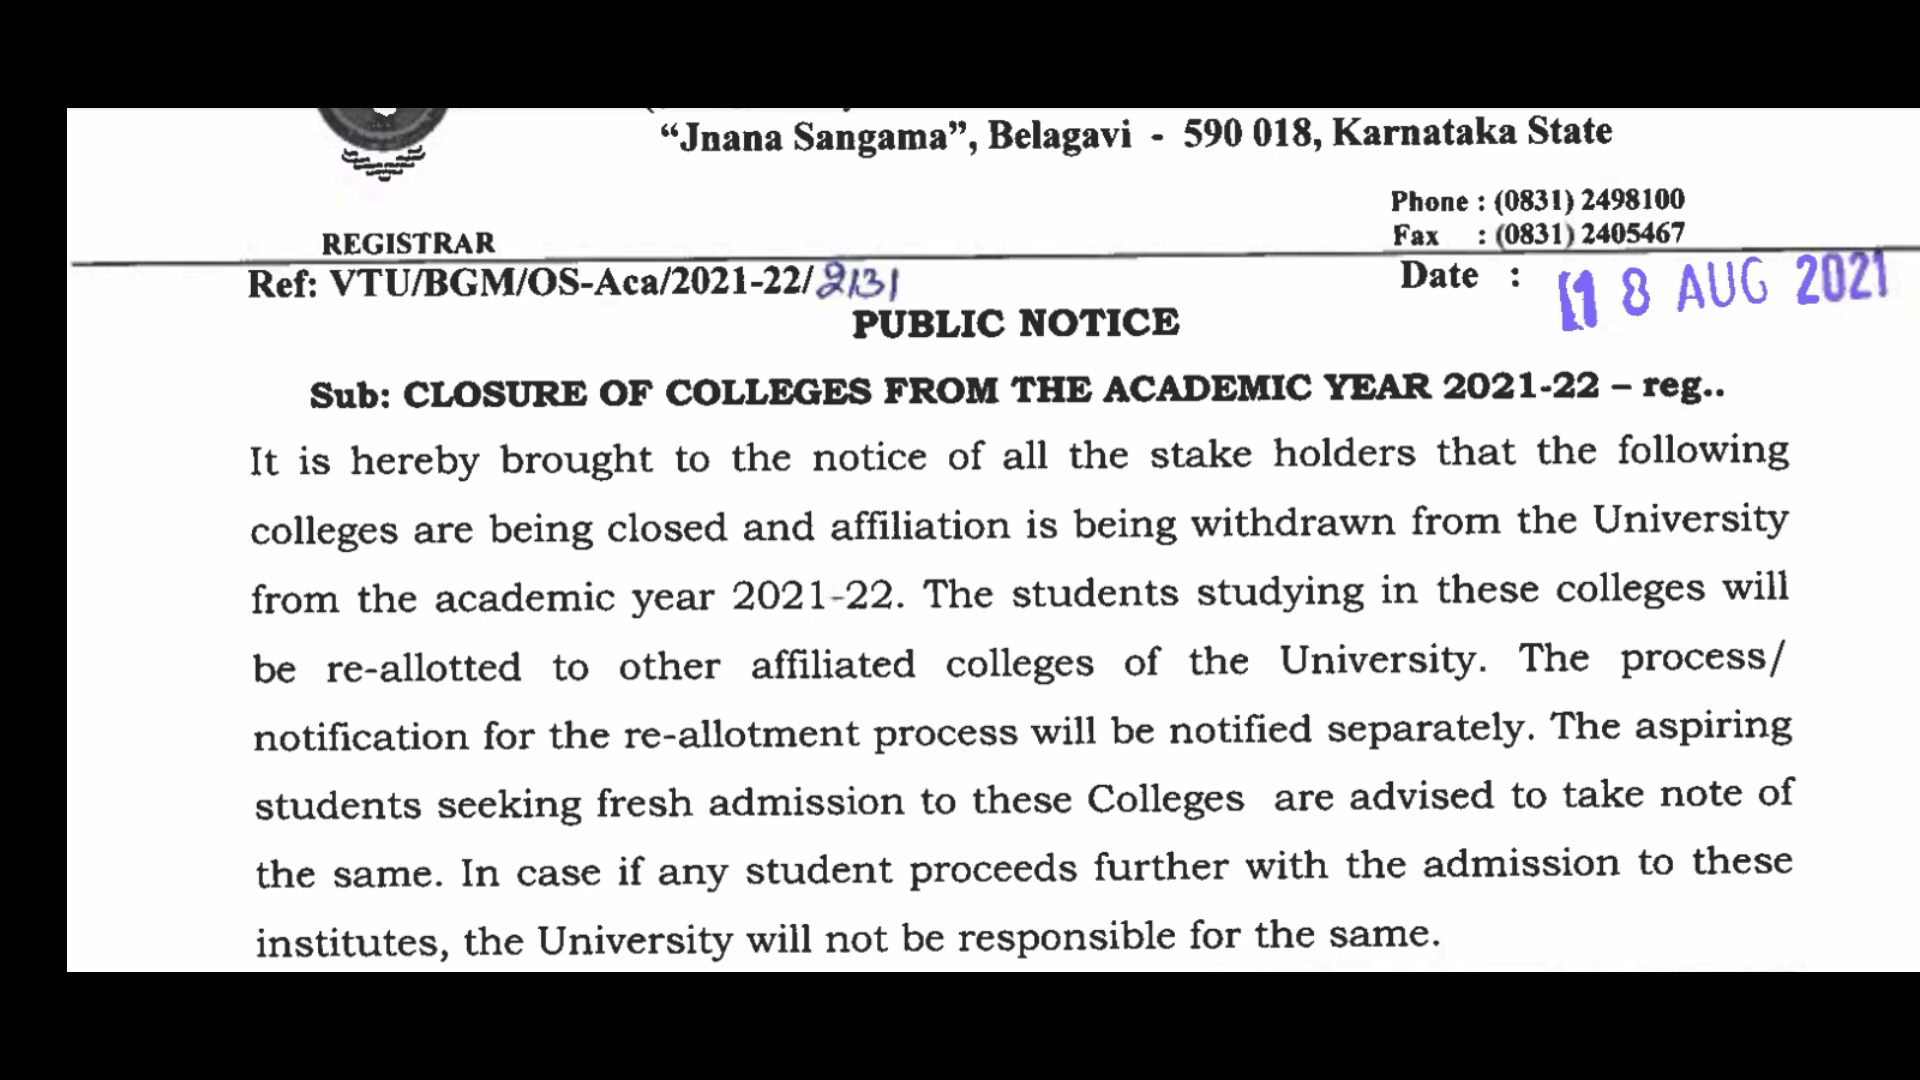 “Jnana Sangama”, Belagavi - 590 018, Karnataka State
Phone : (0831) 2498100
Fax : (0831) 2405467
REGISTRAR
Ref: VTU/BGM/OS-Aca/2021-22/2131
Date : 18 AUG 2021
PUBLIC NOTICE
Sub: CLOSURE OF COLLEGES FROM THE ACADEMIC YEAR 2021-22 – reg..
It is hereby brought to the notice of all the stake holders that the following
colleges are being closed and affiliation is being withdrawn from the University
from the academic year 2021-22. The students studying in these colleges will
be re-allotted to other affiliated colleges of the University. The process/
notification for the re-allotment process will be notified separately. The aspiring
students seeking fresh admission to these Colleges are advised to take note of
the same. In case if any student proceeds further with the admission to these
institutes, the University will not be responsible for the same.